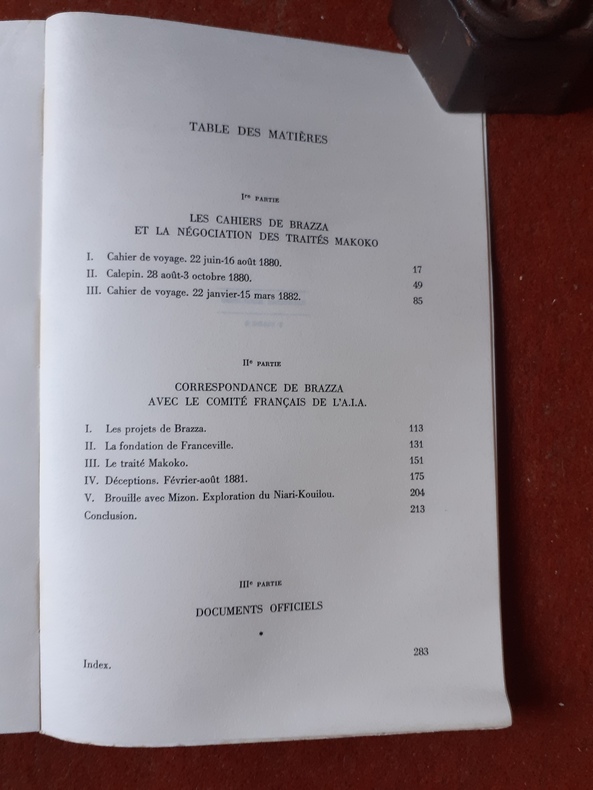 TABLE DES MATIÈRES
Iʳᵉ PARTIE
LES CAHIERS DE BRAZZA
ET LA NÉGOCIATION DES TRAITÉS MAKOKO
I. Cahier de voyage. 22 juin-16 août 1880. 17
II. Calepin. 28 août-3 octobre 1880. 49
III. Cahier de voyage. 22 janvier-15 mars 1882. 85
IIᵉ PARTIE
CORRESPONDANCE DE BRAZZA
AVEC LE COMITÉ FRANÇAIS DE L'A.I.A.
I. Les projets de Brazza. 113
II. La fondation de Franceville. 131
III. Le traité Makoko. 151
IV. Déceptions. Février-août 1881. 175
V. Brouille avec Mizon. Exploration du Niari-Kouilou. 204
Conclusion. 213
IIIᵉ PARTIE
DOCUMENTS OFFICIELS
*
Index. 283